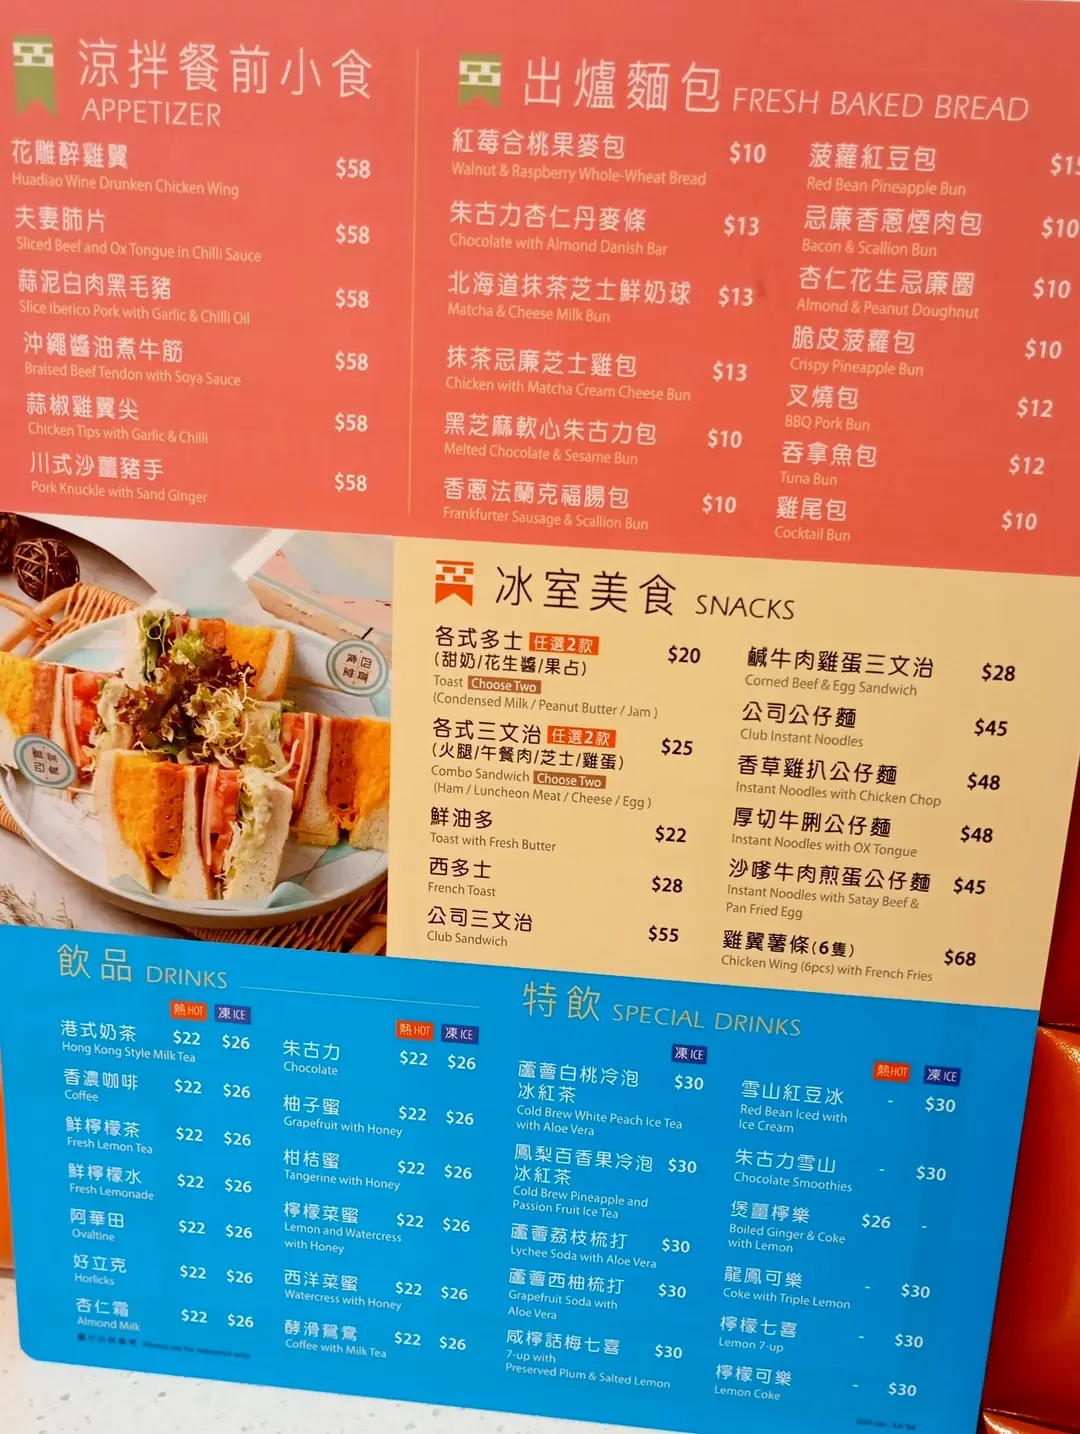 涼拌餐前小食
APPETIZER
花雕醉雞翼 $58
Huadiao Wine Drunken Chicken Wing
夫妻肺片 $58
Sliced Beef and Ox Tongue in Chilli Sauce
蒜泥白肉黑毛豬 $58
Slice Iberico Pork with Garlic & Chilli Oil
沖繩醬油煮牛筋 $58
Braised Beef Tendon with Soya Sauce
蒜椒雞翼尖 $58
Chicken Tips with Garlic & Chilli
川式沙薑豬手 $58
Pork Knuckle with Sand Ginger
出爐麵包 FRESH BAKED BREAD
紅莓合桃果麥包 $10
Walnut & Raspberry Whole-Wheat Bread
朱古力杏仁丹麥條 $13
Chocolate with Almond Danish Bar
北海道抹茶芝士鮮奶球 $13
Matcha & Cheese Milk Bun
抹茶忌廉芝士雞包 $13
Chicken with Matcha Cream Cheese Bun
黑芝麻軟心朱古力包 $10
Melted Chocolate & Sesame Bun
香蔥法蘭克福腸包 $10
Frankfurter Sausage & Scallion Bun
菠蘿紅豆包 $15
Red Bean Pineapple Bun
忌廉香蔥煙肉包 $10
Bacon & Scallion Bun
杏仁花生忌廉圈 $10
Almond & Peanut Doughnut
脆皮菠蘿包 $10
Crispy Pineapple Bun
叉燒包 $12
BBQ Pork Bun
吞拿魚包 $12
Tuna Bun
雞尾包 $10
Cocktail Bun
冰室美食 SNACKS
各式多士 任選2款 $20
(甜奶/花生醬/果占)
Toast Choose Two
(Condensed Milk / Peanut Butter / Jam )
各式三文治 任選2款 $25
(火腿/午餐肉/芝士/雞蛋)
Combo Sandwich Choose Two
(Ham / Luncheon Meat / Cheese / Egg )
鮮油多 $22
Toast with Fresh Butter
西多士 $28
French Toast
公司三文治 $55
Club Sandwich
鹹牛肉雞蛋三文治 $28
Corned Beef & Egg Sandwich
公司公仔麵 $45
Club Instant Noodles
香草雞扒公仔麵 $48
Instant Noodles with Chicken Chop
厚切牛脷公仔麵 $48
Instant Noodles with OX Tongue
沙嗲牛肉煎蛋公仔麵 $45
Instant Noodles with Satay Beef &
Pan Fried Egg
雞翼薯條(6隻) $68
Chicken Wing (6pcs) with French Fries
飲品 DRINKS
熱HOT 凍ICE
港式奶茶 $22 $26
Hong Kong Style Milk Tea
香濃咖啡 $22 $26
Coffee
鮮檸檬茶 $22 $26
Fresh Lemon Tea
鮮檸檬水 $22 $26
Fresh Lemonade
阿華田 $22 $26
Ovaltine
好立克 $22 $26
Horlicks
杏仁霜 $22 $26
Almond Milk
熱HOT 凍ICE
朱古力 $22 $26
Chocolate
柚子蜜 $22 $26
Grapefruit with Honey
柑桔蜜 $22 $26
Tangerine with Honey
檸檬菜蜜 $22 $26
Lemon and Watercress
with Honey
西洋菜蜜 $22 $26
Watercress with Honey
酵滑鴛鴦 $22 $26
Coffee with Milk Tea
特飲 SPECIAL DRINKS
凍ICE
蘆薈白桃冷泡 $30
冰紅茶
Cold Brew White Peach Ice Tea
with Aloe Vera
鳳梨百香果冷泡 $30
冰紅茶
Cold Brew Pineapple and
Passion Fruit Ice Tea
蘆薈荔枝梳打 $30
Lychee Soda with Aloe Vera
蘆薈西柚梳打 $30
Grapefruit Soda with
Aloe Vera
咸檸話梅七喜 $30
7-up with
Preserved Plum & Salted Lemon
熱HOT 凍ICE
雪山紅豆冰 - $30
Red Bean Iced with
Ice Cream
朱古力雪山 - $30
Chocolate Smoothies
煲薑檸樂 $26 -
Boiled Ginger & Coke
with Lemon
龍鳳可樂 - $30
Coke with Triple Lemon
檸檬七喜 - $30
Lemon 7-up
檸檬可樂 - $30
Lemon Coke